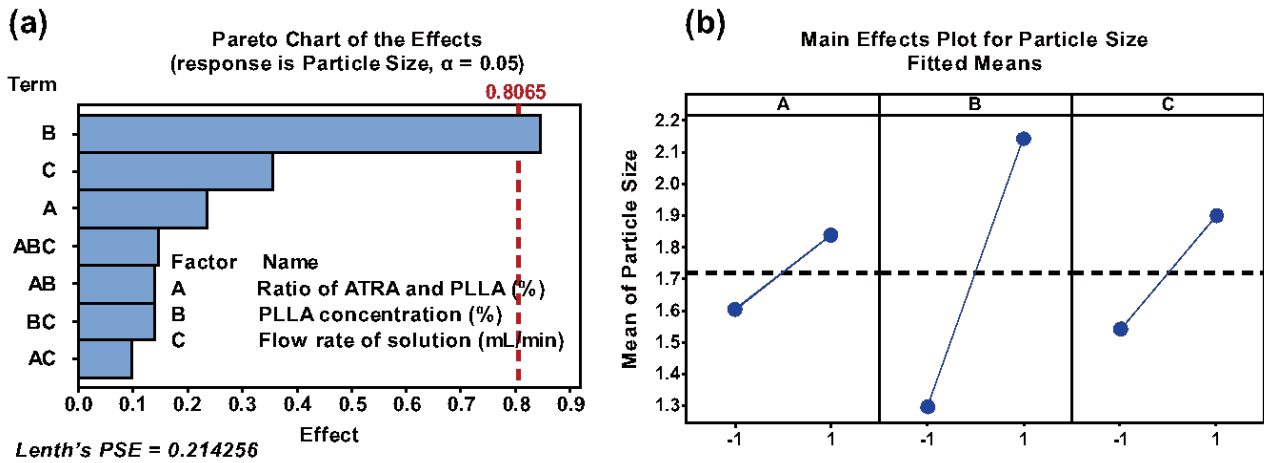 (a)
Pareto Chart of the Effects
(response is Particle Size, α = 0.05)
Term
0.8065
B
C
A
ABC
AB
BC
AC
Factor Name
A Ratio of ATRA and PLLA (%)
B PLLA concentration (%)
C Flow rate of solution (mL/min)
0.0 0.1 0.2 0.3 0.4 0.5 0.6 0.7 0.8 0.9
Effect
Lenth's PSE = 0.214256
(b)
Main Effects Plot for Particle Size
Fitted Means
A B C
Mean of Particle Size
2.2
2.1
2.0
1.9
1.8
1.7
1.6
1.5
1.4
1.3
-1 1 -1 1 -1 1